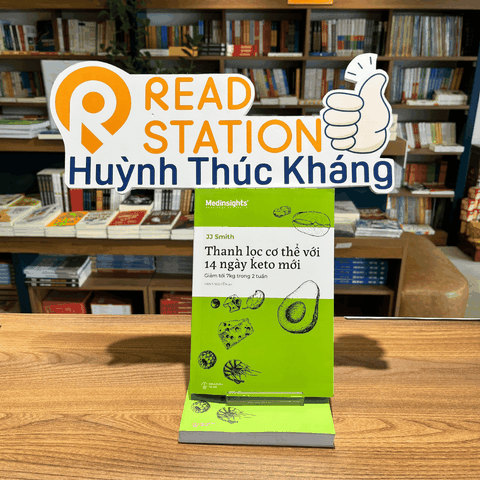 READ
STATION
Huỳnh Thúc Kháng
Medinsights
JJ Smith
Thanh lọc cơ thể với
14 ngày keto mới
Giảm tới 7kg trong 2 tuần